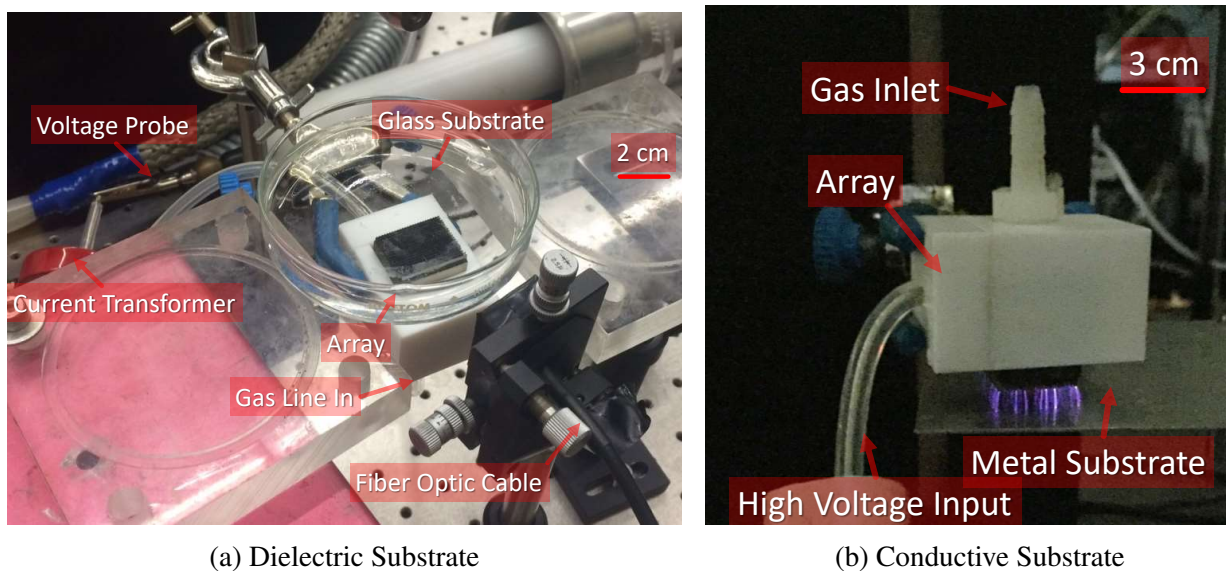 Voltage Probe
Glass Substrate
2 cm
Current Transformer
Array
Gas Line In
Fiber Optic Cable
Gas Inlet
3 cm
Array
Metal Substrate
High Voltage Input
(a) Dielectric Substrate
(b) Conductive Substrate